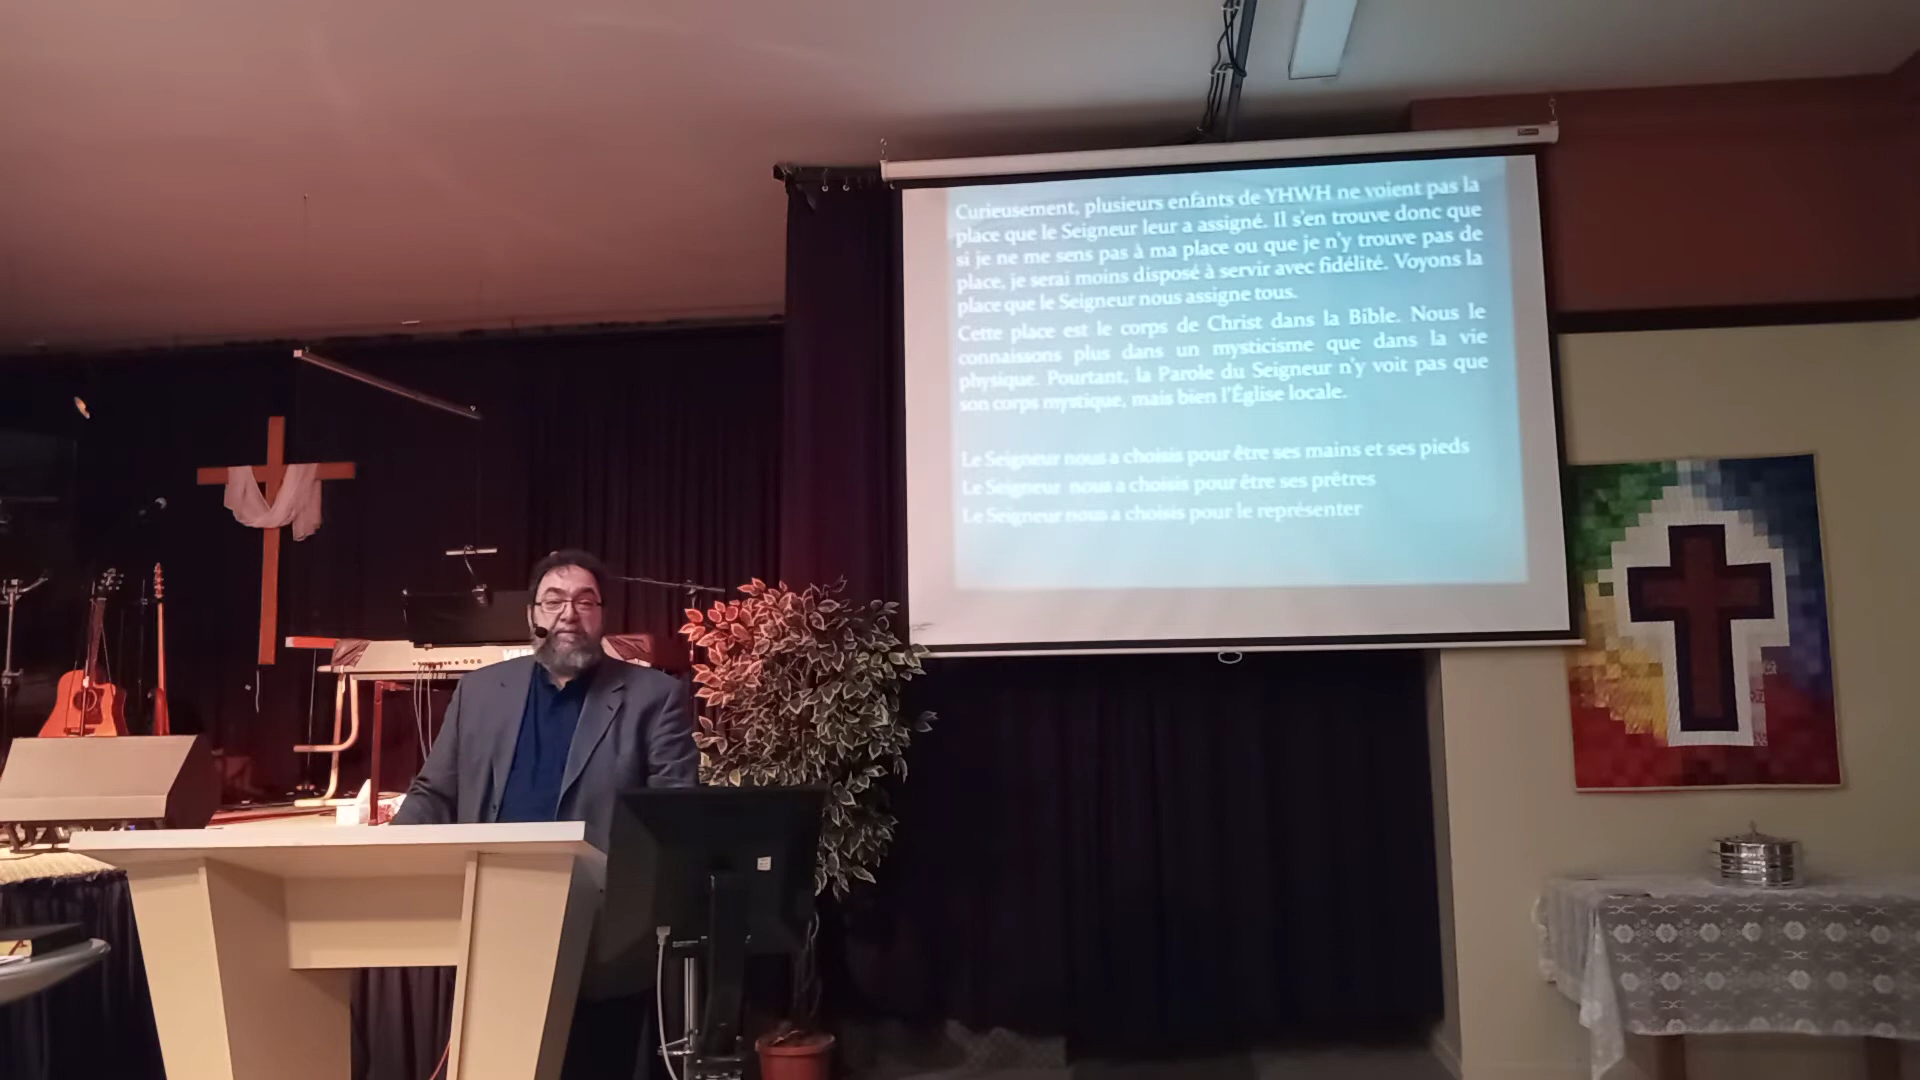 Curieusement, plusieurs enfants de YHWH ne voient pas la
place que le Seigneur leur a assigné. Il s'en trouve donc que
si je ne me sens pas à ma place ou que je n'y trouve pas de
place, je serai moins disposé à servir avec fidélité. Voyons la
place que le Seigneur nous assigne tous.
Cette place est le corps de Christ dans la Bible. Nous le
connaissons plus dans un mysticisme que dans la vie
physique. Pourtant, la Parole du Seigneur n'y voit pas que
son corps mystique, mais bien l'Église locale.
Le Seigneur nous a choisis pour être ses mains et ses pieds
Le Seigneur nous a choisis pour être ses prêtres
Le Seigneur nous a choisis pour le représenter